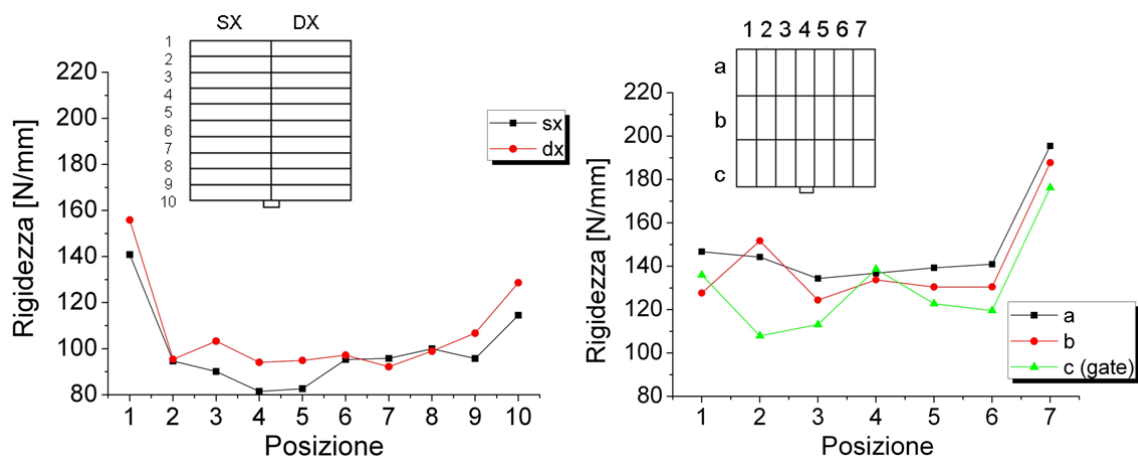 SX DX
1
2
3
4
5
6
7
8
9
10
220
200
180
160
140
120
100
80
Rigidezza [N/mm]
sx
dx
1 2 3 4 5 6 7 8 9 10
Posizione
1 2 3 4 5 6 7
a
b
c
220
200
180
160
140
120
100
80
Rigidezza [N/mm]
a
b
c (gate)
1 2 3 4 5 6 7
Posizione